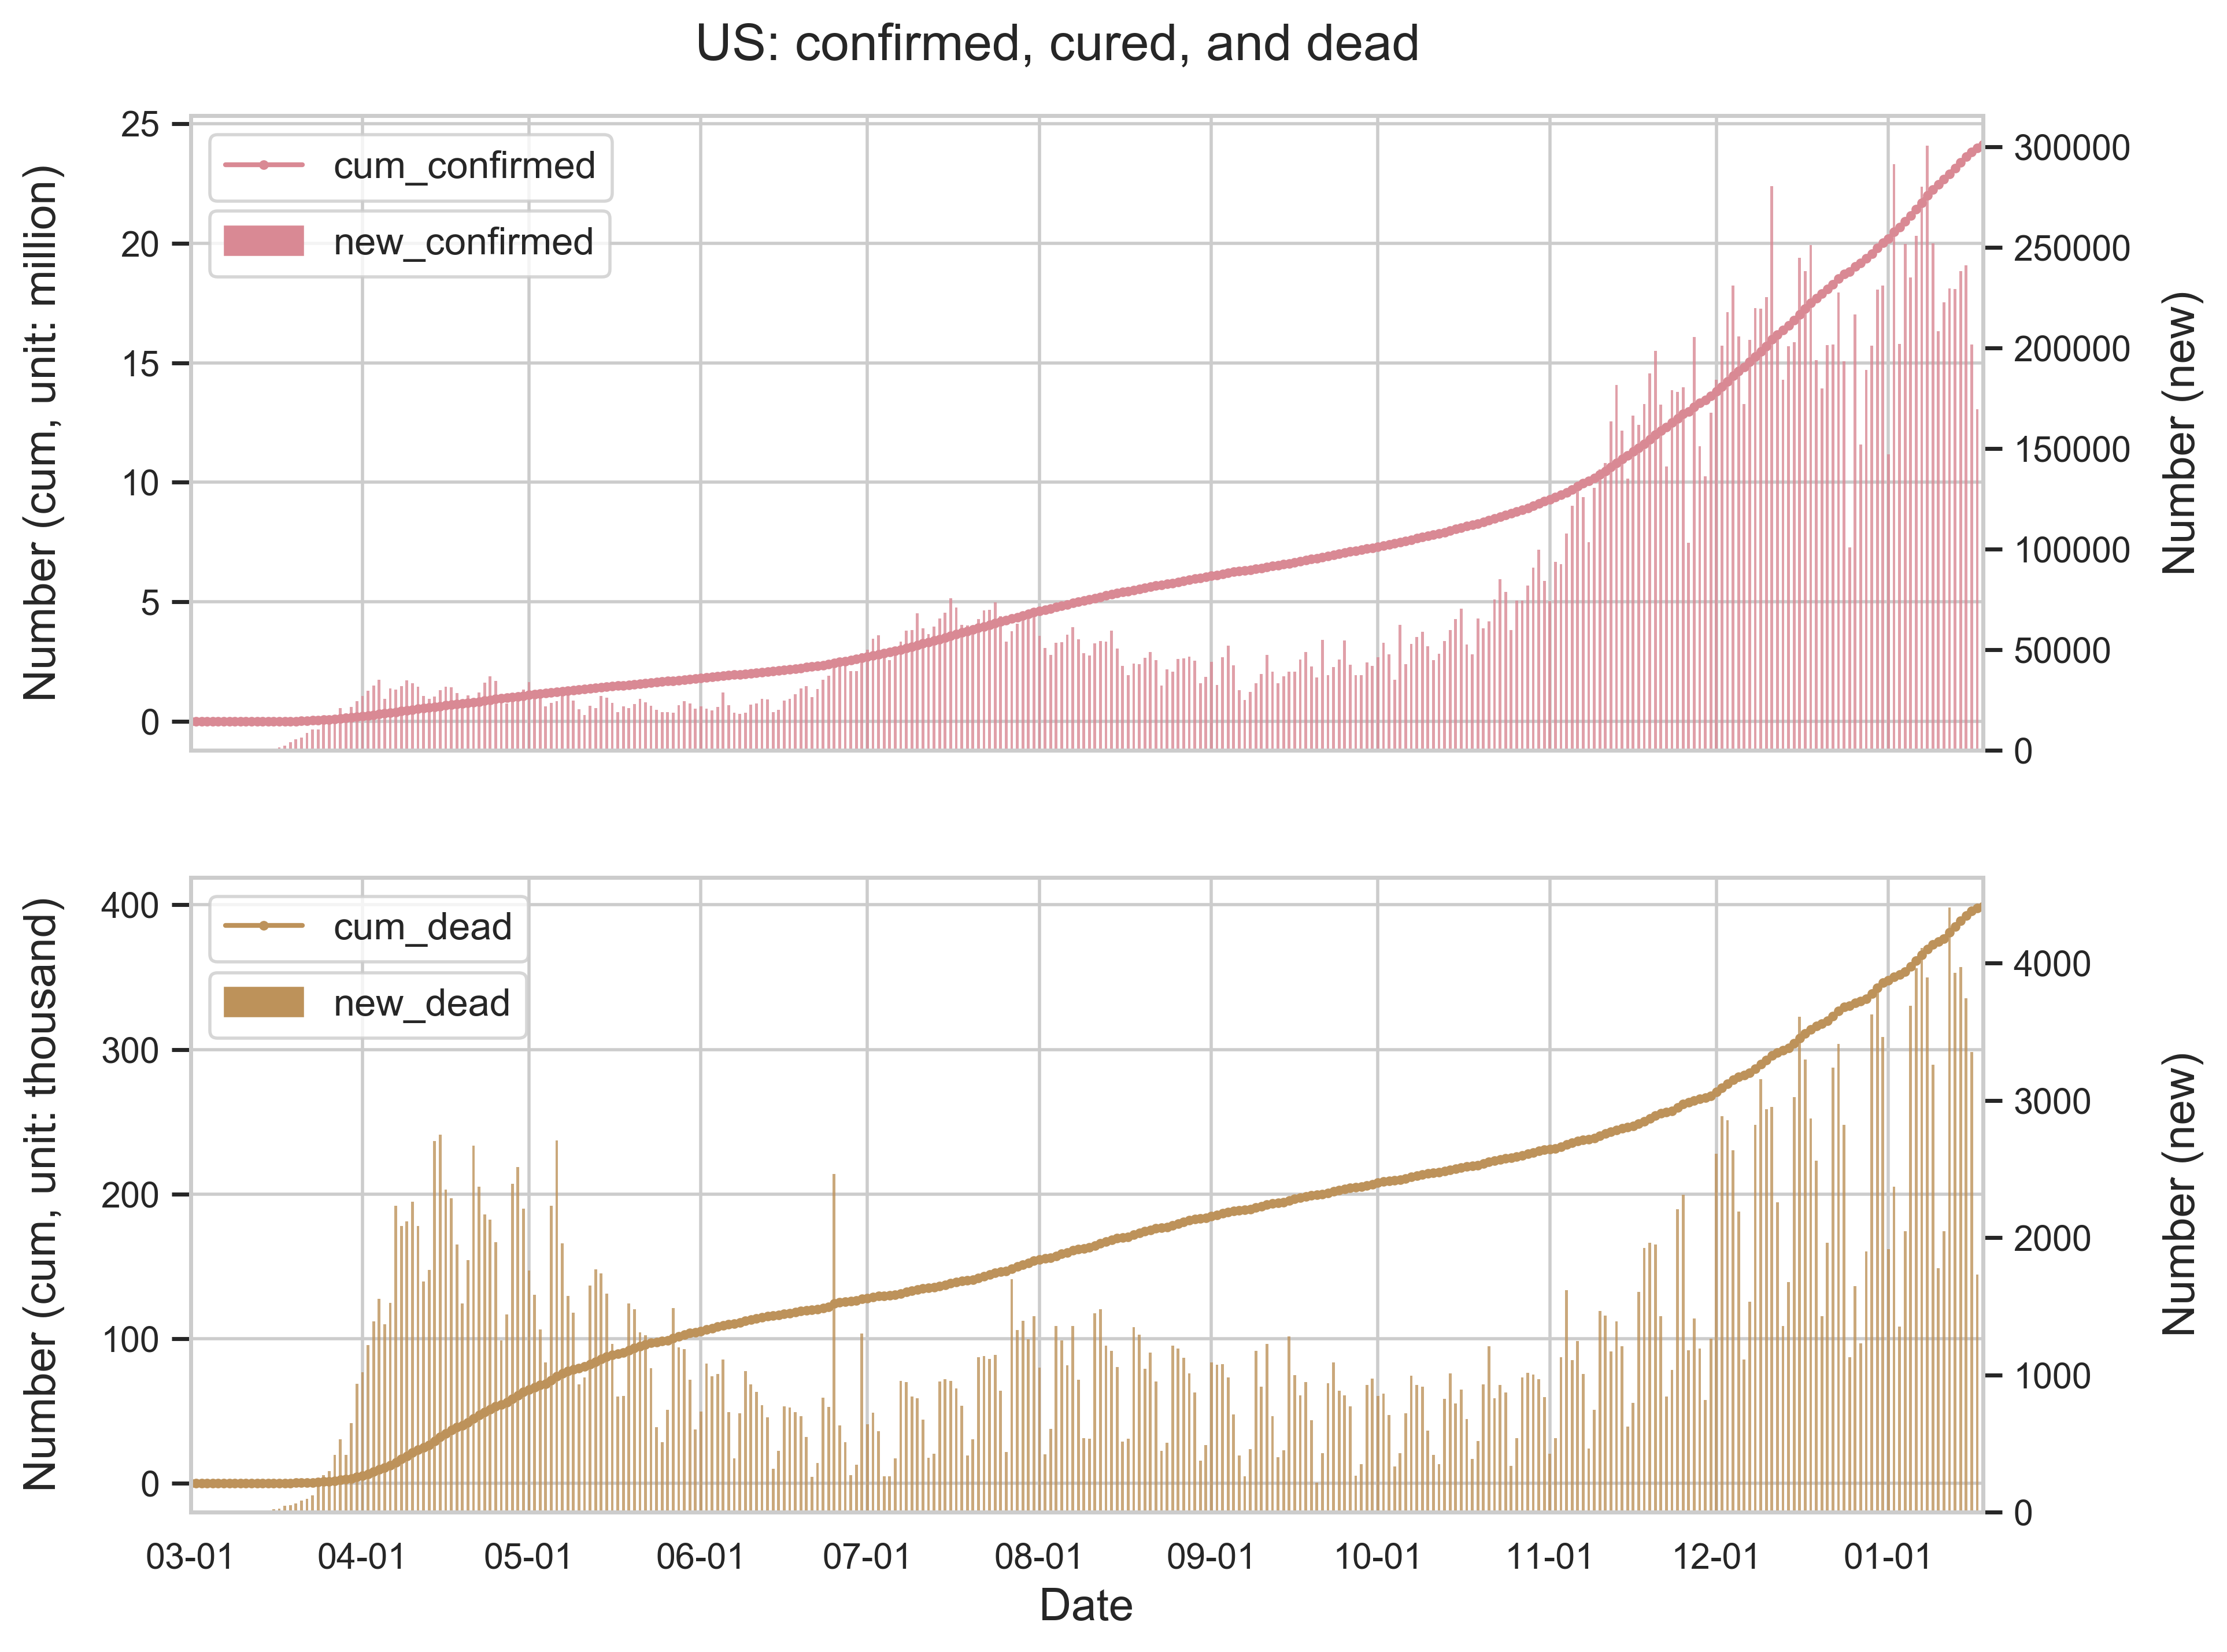 US: confirmed, cured, and dead
Number (cum, unit: million)
25
20
15
10
5
0
cum_confirmed
new_confirmed
300000
250000
200000
150000
100000
50000
0
Number (new)
Number (cum, unit: thousand)
400
300
200
100
0
cum_dead
new_dead
4000
3000
2000
1000
0
Number (new)
03-01 04-01 05-01 06-01 07-01 08-01 09-01 10-01 11-01 12-01 01-01
Date